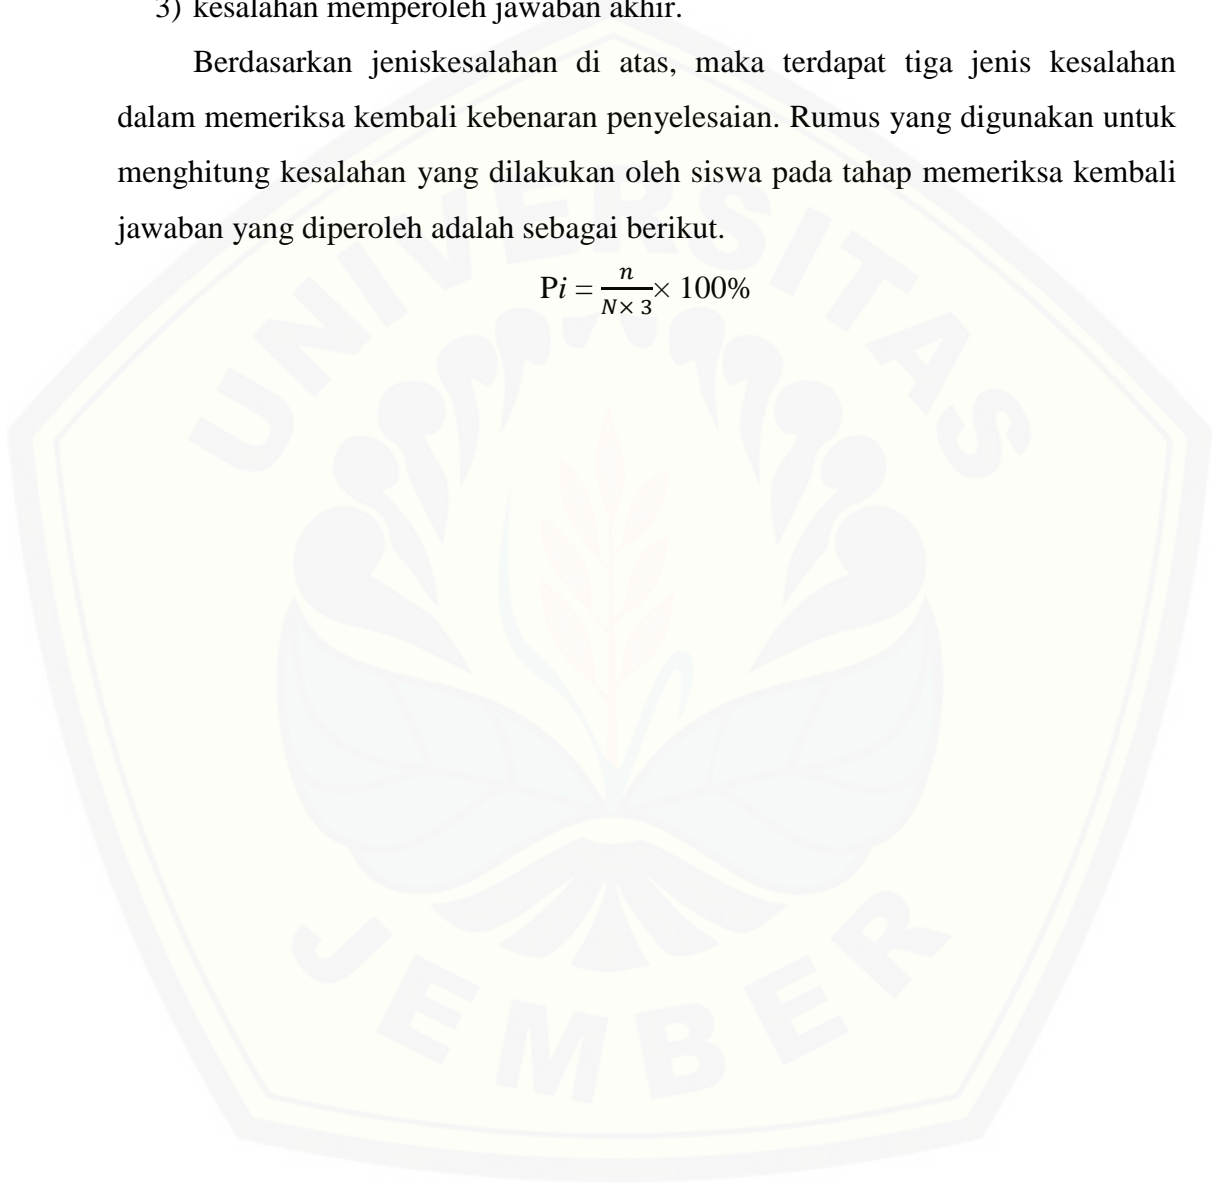 3) kesalahan memperoleh jawaban akhir.
Berdasarkan jeniskesalahan di atas, maka terdapat tiga jenis kesalahan
dalam memeriksa kembali kebenaran penyelesaian. Rumus yang digunakan untuk
menghitung kesalahan yang dilakukan oleh siswa pada tahap memeriksa kembali
jawaban yang diperoleh adalah sebagai berikut.
Pi = n / (N × 3) × 100%
UNIVERSITAS
JEMBER